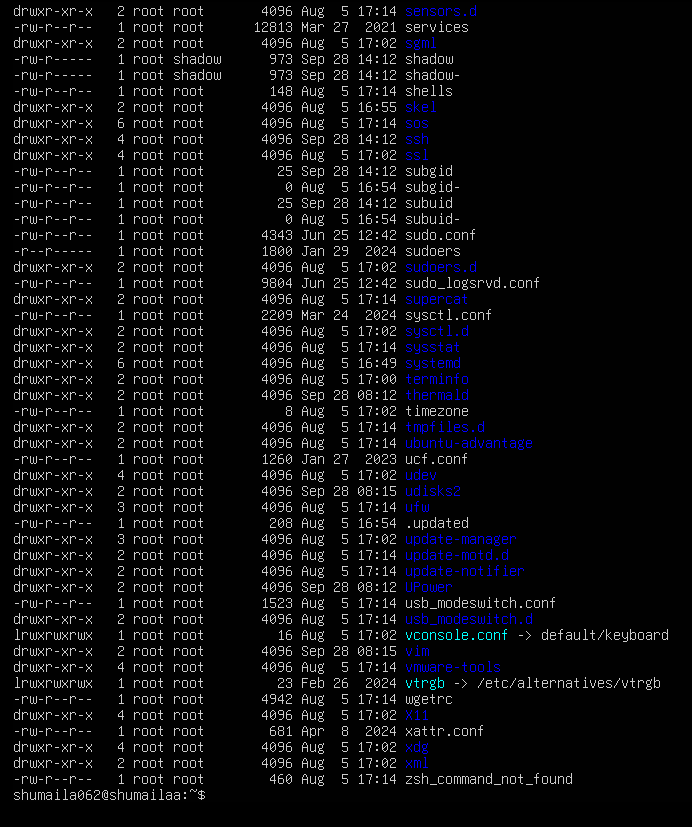 drwxr-xr-x   2 root root       4096 Aug  5 17:14 sensors.d
-rw-r--r--   1 root root      12813 Mar 27  2021 services
drwxr-xr-x   2 root root       4096 Aug  5 17:02 sgml
-rw-r-----   1 root shadow      973 Sep 28 14:12 shadow
-rw-r-----   1 root shadow      973 Sep 28 14:12 shadow-
-rw-r--r--   1 root root        148 Aug  5 17:14 shells
drwxr-xr-x   2 root root       4096 Aug  5 16:55 skel
drwxr-xr-x   6 root root       4096 Aug  5 17:14 sos
drwxr-xr-x   4 root root       4096 Sep 28 14:12 ssh
drwxr-xr-x   4 root root       4096 Aug  5 17:02 ssl
-rw-r--r--   1 root root         25 Sep 28 14:12 subgid
-rw-r--r--   1 root root          0 Aug  5 16:54 subgid-
-rw-r--r--   1 root root         25 Sep 28 14:12 subuid
-rw-r--r--   1 root root          0 Aug  5 16:54 subuid-
-rw-r--r--   1 root root       4343 Jun 25 12:42 sudo.conf
-r--r-----   1 root root       1800 Jan 29  2024 sudoers
drwxr-xr-x   2 root root       4096 Aug  5 17:02 sudoers.d
-rw-r--r--   1 root root       9804 Jun 25 12:42 sudo_logsrvd.conf
drwxr-xr-x   2 root root       4096 Aug  5 17:14 supercat
-rw-r--r--   1 root root       2209 Mar 24  2024 sysctl.conf
drwxr-xr-x   2 root root       4096 Aug  5 17:02 sysctl.d
drwxr-xr-x   2 root root       4096 Aug  5 17:14 sysstat
drwxr-xr-x   6 root root       4096 Aug  5 16:49 systemd
drwxr-xr-x   2 root root       4096 Aug  5 17:00 terminfo
drwxr-xr-x   2 root root       4096 Sep 28 08:12 thermald
-rw-r--r--   1 root root          8 Aug  5 17:02 timezone
drwxr-xr-x   2 root root       4096 Aug  5 17:14 tmpfiles.d
drwxr-xr-x   2 root root       4096 Aug  5 17:14 ubuntu-advantage
-rw-r--r--   1 root root       1260 Jan 27  2023 ucf.conf
drwxr-xr-x   4 root root       4096 Aug  5 17:02 udev
drwxr-xr-x   2 root root       4096 Sep 28 08:15 udisks2
drwxr-xr-x   3 root root       4096 Aug  5 17:14 ufw
-rw-r--r--   1 root root        208 Aug  5 16:54 .updated
drwxr-xr-x   3 root root       4096 Aug  5 17:02 update-manager
drwxr-xr-x   2 root root       4096 Aug  5 17:14 update-motd.d
drwxr-xr-x   2 root root       4096 Aug  5 17:14 update-notifier
drwxr-xr-x   2 root root       4096 Sep 28 08:12 UPower
-rw-r--r--   1 root root       1523 Aug  5 17:14 usb_modeswitch.conf
drwxr-xr-x   2 root root       4096 Aug  5 17:14 usb_modeswitch.d
lrwxrwxrwx   1 root root         16 Aug  5 17:02 vconsole.conf -> default/keyboard
drwxr-xr-x   2 root root       4096 Sep 28 08:15 vim
drwxr-xr-x   4 root root       4096 Aug  5 17:14 vmware-tools
lrwxrwxrwx   1 root root         23 Feb 26  2024 vtrgb -> /etc/alternatives/vtrgb
-rw-r--r--   1 root root       4942 Aug  5 17:14 wgetrc
drwxr-xr-x   4 root root       4096 Aug  5 17:02 X11
-rw-r--r--   1 root root        681 Apr  8  2024 xattr.conf
drwxr-xr-x   4 root root       4096 Aug  5 17:02 xdg
drwxr-xr-x   2 root root       4096 Aug  5 17:02 xml
-rw-r--r--   1 root root        460 Aug  5 17:14 zsh_command_not_found
shumaila062@shumailaa:~$